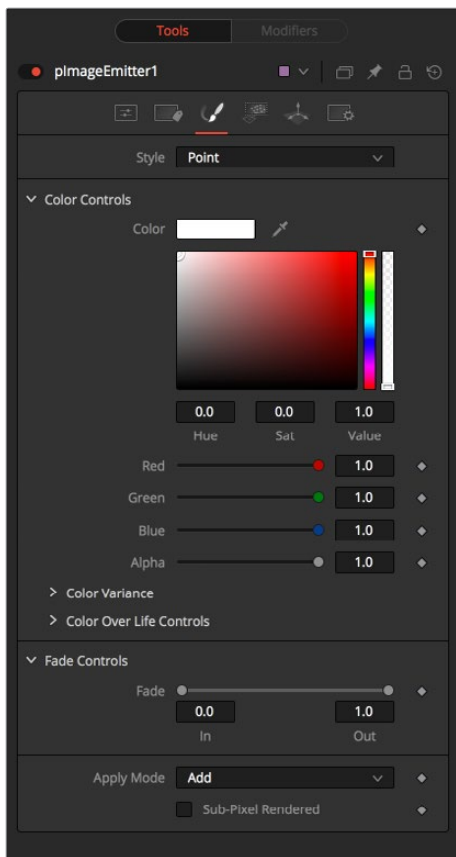 Tools Modifiers
pImageEmitter1
Style Point
Color Controls
Color
0.0 0.0 1.0
Hue Sat Value
Red 1.0
Green 1.0
Blue 1.0
Alpha 1.0
Color Variance
Color Over Life Controls
Fade Controls
Fade
0.0 1.0
In Out
Apply Mode Add
Sub-Pixel Rendered